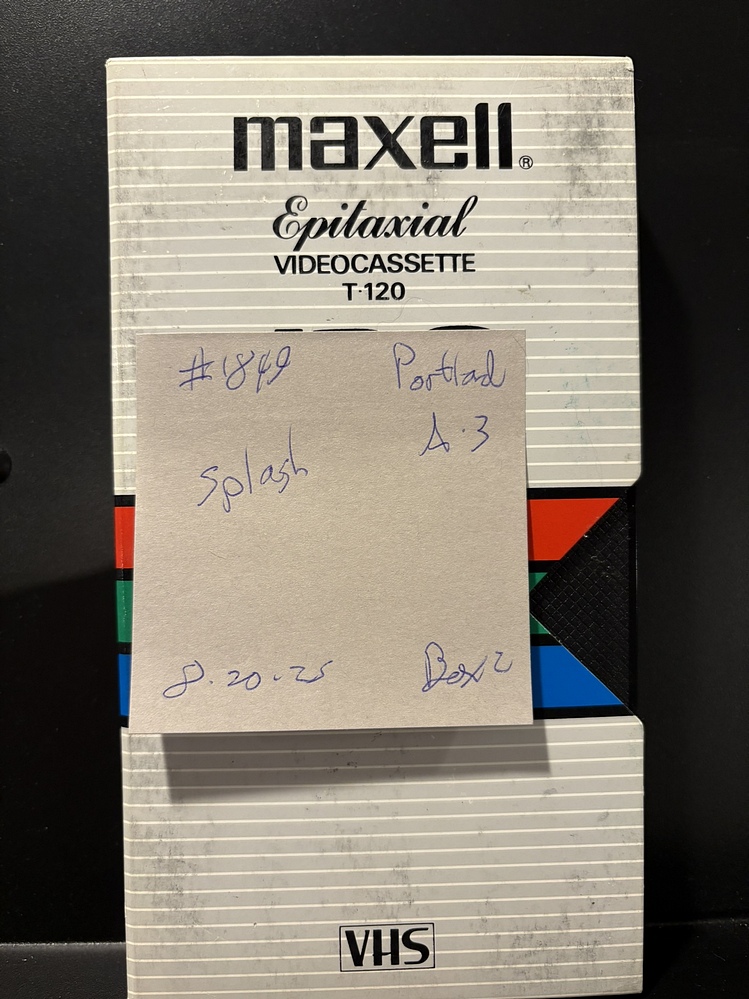 maxell®
Epitaxial
VIDEOCASSETTE
T·120
#1849 Portlad
A·3
Splash
8·20·25 Box 2
VHS